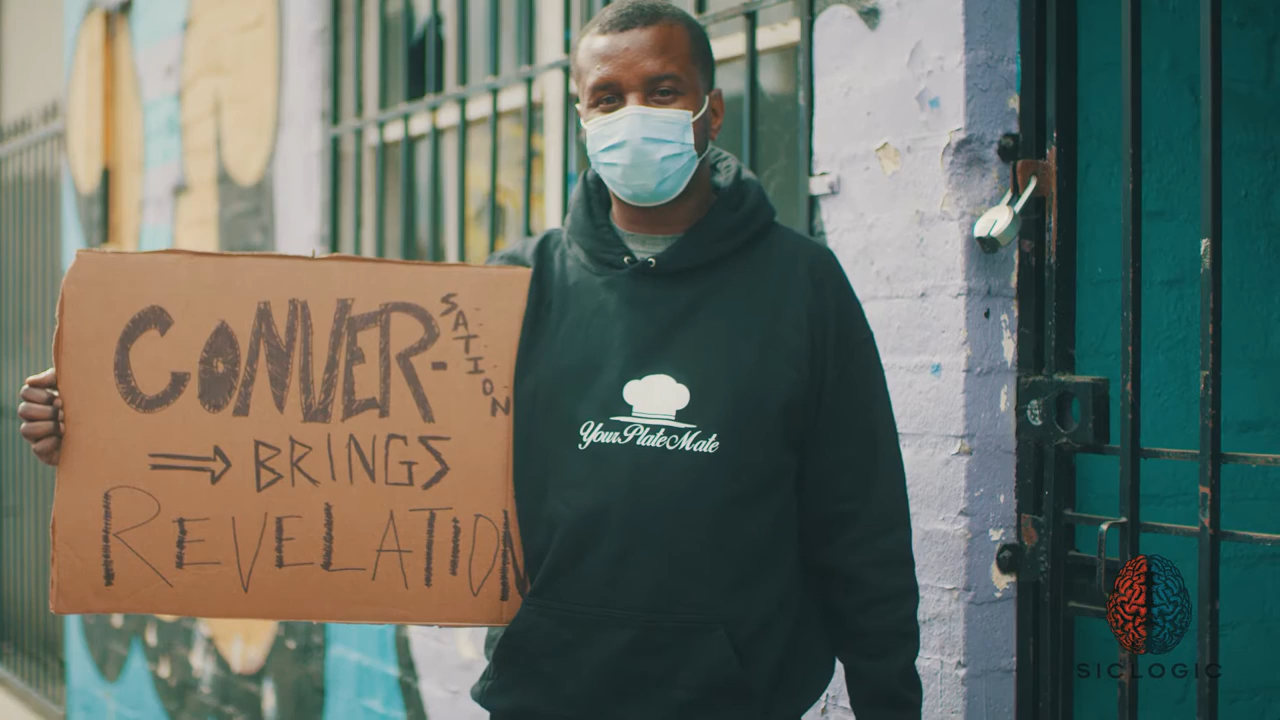 CONVER-SATION
⇒ BRINGS
REVELATION
YourPlateMate
SICLOGIC